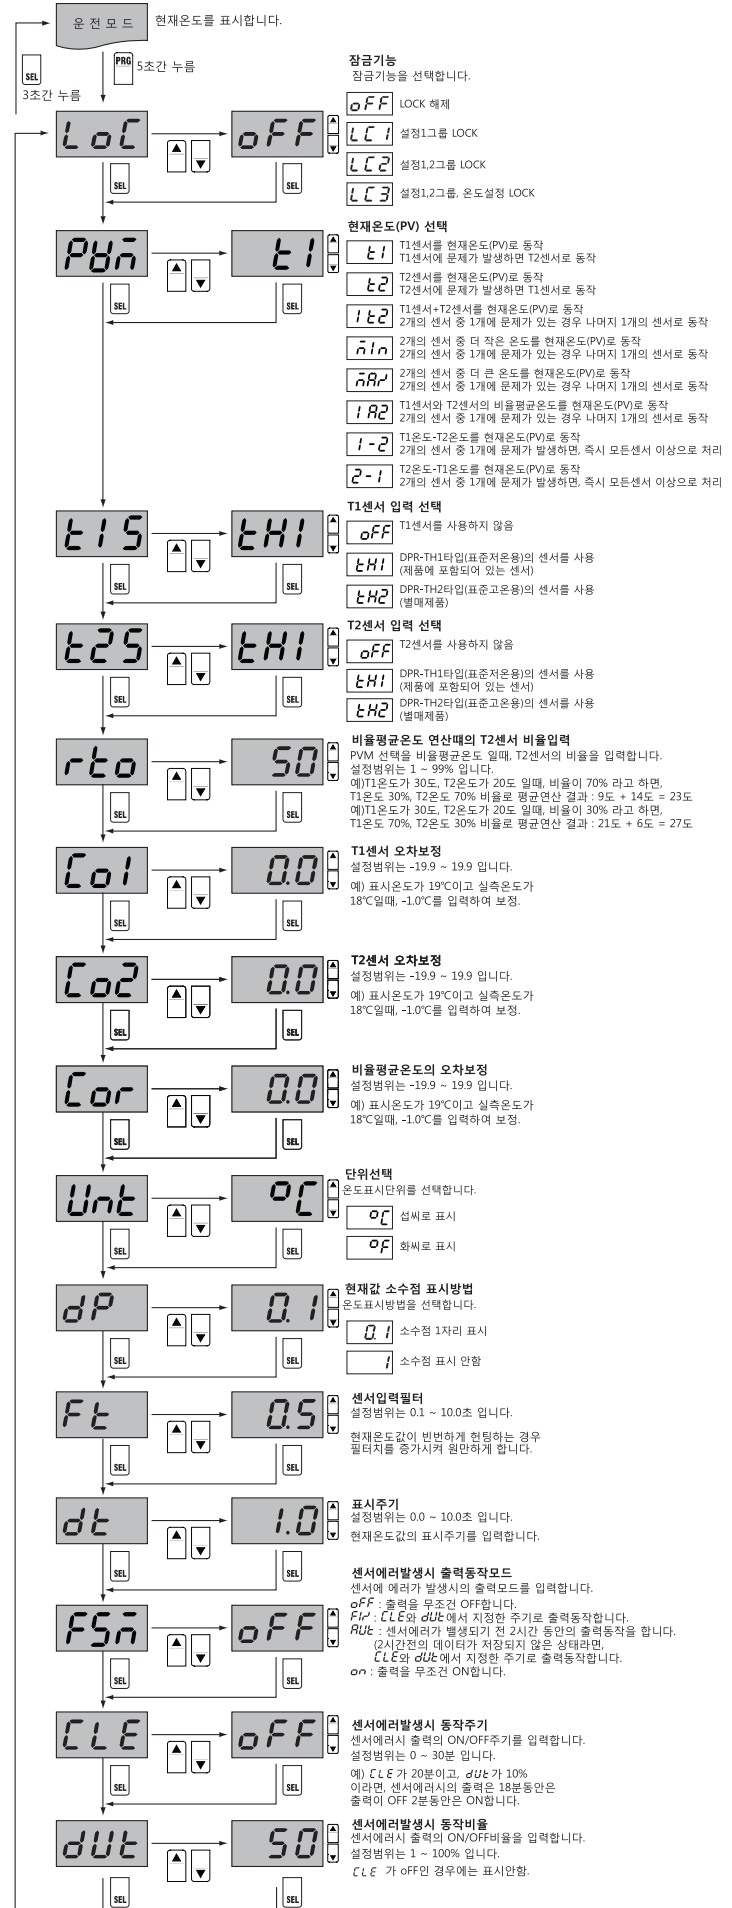 운 전 모 드
현재온도를 표시합니다.
SEL
3초간 누름
PRG
5초간 누름
LoC
oFF
SEL
SEL
잠금기능
잠금기능을 선택합니다.
oFF LOCK 해제
LC1 설정1그룹 LOCK
LC2 설정1,2그룹 LOCK
LC3 설정1,2그룹, 온도설정 LOCK
PVM
t1
SEL
SEL
현재온도(PV) 선택
t1 T1센서를 현재온도(PV)로 동작
T1센서에 문제가 발생하면 T2센서로 동작
t2 T2센서를 현재온도(PV)로 동작
T2센서에 문제가 발생하면 T1센서로 동작
1t2 T1센서+T2센서를 현재온도(PV)로 동작
2개의 센서 중 1개에 문제가 있는 경우 나머지 1개의 센서로 동작
mIn 2개의 센서 중 더 작은 온도를 현재온도(PV)로 동작
2개의 센서 중 1개에 문제가 있는 경우 나머지 1개의 센서로 동작
mAr 2개의 센서 중 더 큰 온도를 현재온도(PV)로 동작
2개의 센서 중 1개에 문제가 있는 경우 나머지 1개의 센서로 동작
1A2 T1센서와 T2센서의 비율평균온도를 현재온도(PV)로 동작
2개의 센서 중 1개에 문제가 있는 경우 나머지 1개의 센서로 동작
1-2 T1온도-T2온도를 현재온도(PV)로 동작
2개의 센서 중 1개에 문제가 발생하면, 즉시 모든센서 이상으로 처리
2-1 T2온도-T1온도를 현재온도(PV)로 동작
2개의 센서 중 1개에 문제가 발생하면, 즉시 모든센서 이상으로 처리
t1S
tH1
SEL
SEL
T1센서 입력 선택
oFF T1센서를 사용하지 않음
tH1 DPR-TH1타입(표준저온용)의 센서를 사용
(제품에 포함되어 있는 센서)
tH2 DPR-TH2타입(표준고온용)의 센서를 사용
(별매제품)
t2S
tH1
SEL
SEL
T2센서 입력 선택
oFF T2센서를 사용하지 않음
tH1 DPR-TH1타입(표준저온용)의 센서를 사용
(제품에 포함되어 있는 센서)
tH2 DPR-TH2타입(표준고온용)의 센서를 사용
(별매제품)
rto
50
SEL
SEL
비율평균온도 연산때의 T2센서 비율입력
PVM 선택을 비율평균온도 일때, T2센서의 비율을 입력합니다.
설정범위는 1 ~ 99% 입니다.
예)T1온도가 30도, T2온도가 20도 일때, 비율이 70% 라고 하면,
T1온도 30%, T2온도 70% 비율로 평균연산 결과 : 9도 + 14도 = 23도
예)T1온도가 30도, T2온도가 20도 일때, 비율이 30% 라고 하면,
T1온도 70%, T2온도 30% 비율로 평균연산 결과 : 21도 + 6도 = 27도
Co1
0.0
SEL
SEL
T1센서 오차보정
설정범위는 -19.9 ~ 19.9 입니다.
예) 표시온도가 19℃이고 실측온도가
18℃일때, -1.0℃를 입력하여 보정.
Co2
0.0
SEL
SEL
T2센서 오차보정
설정범위는 -19.9 ~ 19.9 입니다.
예) 표시온도가 19℃이고 실측온도가
18℃일때, -1.0℃를 입력하여 보정.
Cor
0.0
SEL
SEL
비율평균온도의 오차보정
설정범위는 -19.9 ~ 19.9 입니다.
예) 표시온도가 19℃이고 실측온도가
18℃일때, -1.0℃를 입력하여 보정.
Unt
°C
SEL
SEL
단위선택
온도표시단위를 선택합니다.
°C 섭씨로 표시
°F 화씨로 표시
dP
0.1
SEL
SEL
현재값 소수점 표시방법
온도표시방법을 선택합니다.
0.1 소수점 1자리 표시
1 소수점 표시 안함
Ft
0.5
SEL
SEL
센서입력필터
설정범위는 0.1 ~ 10.0초 입니다.
현재온도값이 빈번하게 헌팅하는 경우
필터치를 증가시켜 원만하게 합니다.
dt
1.0
SEL
SEL
표시주기
설정범위는 0.0 ~ 10.0초 입니다.
현재온도값의 표시주기를 입력합니다.
FSM
oFF
SEL
SEL
센서에러발생시 출력동작모드
센서에 에러가 발생시의 출력모드를 입력합니다.
oFF : 출력을 무조건 OFF합니다.
FIr : CLE와 dUt에서 지정한 주기로 출력동작합니다.
AUt : 센서에러가 밸생되기 전 2시간 동안의 출력동작을 합니다.
(2시간전의 데이터가 저장되지 않은 상태라면,
CLE와 dUt에서 지정한 주기로 출력동작합니다.
on : 출력을 무조건 ON합니다.
CLE
oFF
SEL
SEL
센서에러발생시 동작주기
센서에러시 출력의 ON/OFF주기를 입력합니다.
설정범위는 0 ~ 30분 입니다.
예) CLE가 20분이고, dUt가 10%
이라면, 센서에러시의 출력은 18분동안은
출력이 OFF 2분동안은 ON합니다.
dUt
50
SEL
SEL
센서에러발생시 동작비율
센서에러시 출력의 ON/OFF비율을 입력합니다.
설정범위는 1 ~ 100% 입니다.
CLE 가 oFF인 경우에는 표시안함.